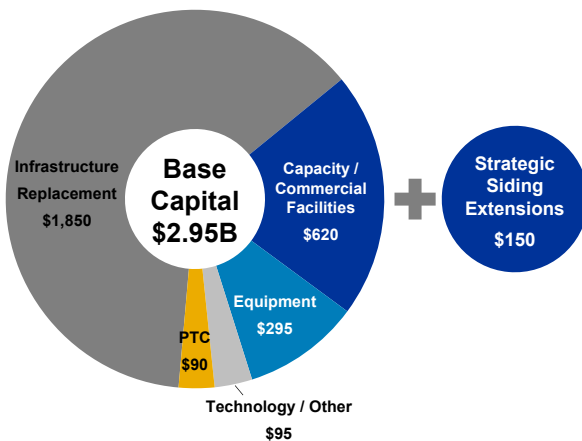 Infrastructure
Replacement
$1,850
Base
Capital
$2.95B
Capacity /
Commercial
Facilities
$620
Equipment
$295
PTC
$90
Technology / Other
$95
Strategic
Siding
Extensions
$150